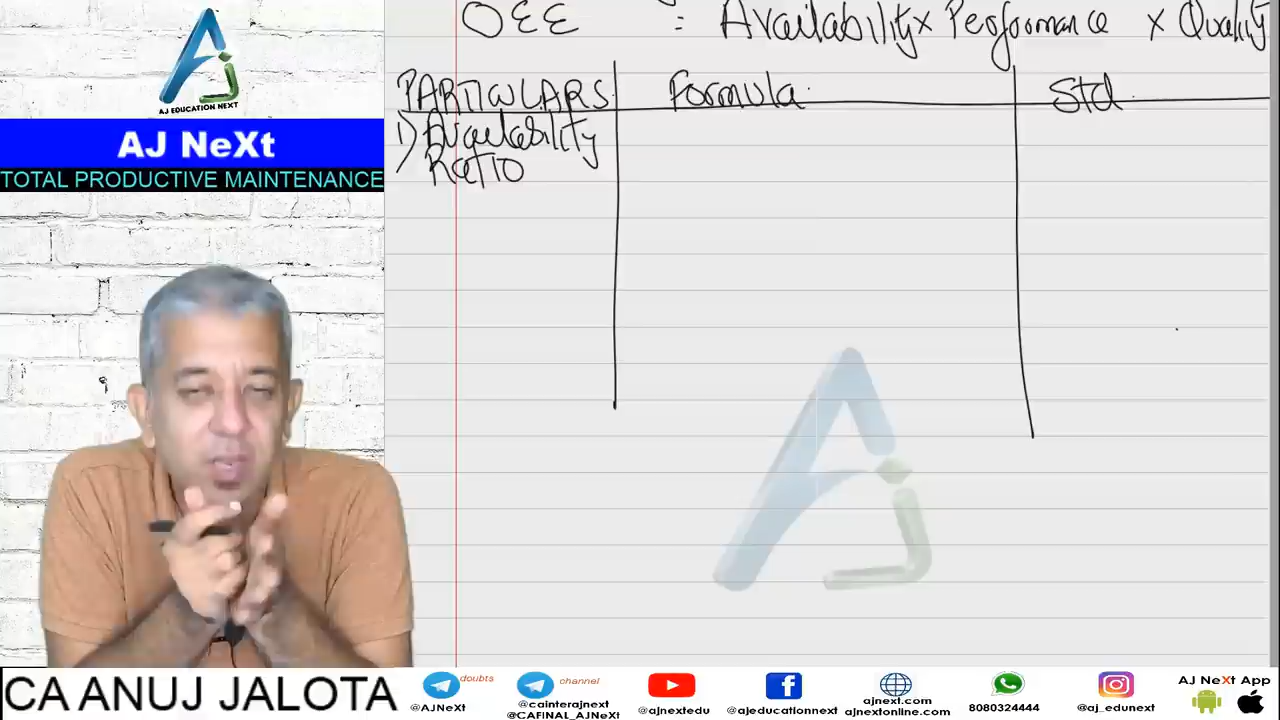 OEE = Availability x Performance x Quality
PARTICULARS Formula Std
1) Availability
Ratio
AJ EDUCATION NEXT
AJ NeXt
TOTAL PRODUCTIVE MAINTENANCE
CA ANUJ JALOTA
doubts
@AJNeXt
channel
@cainterajnext
@CAFINAL_AJNeXt
@ajnextedu
@ajeducationnext
ajnext.com
ajnextonline.com
8080324444
@aj_edunext
AJ NeXt App